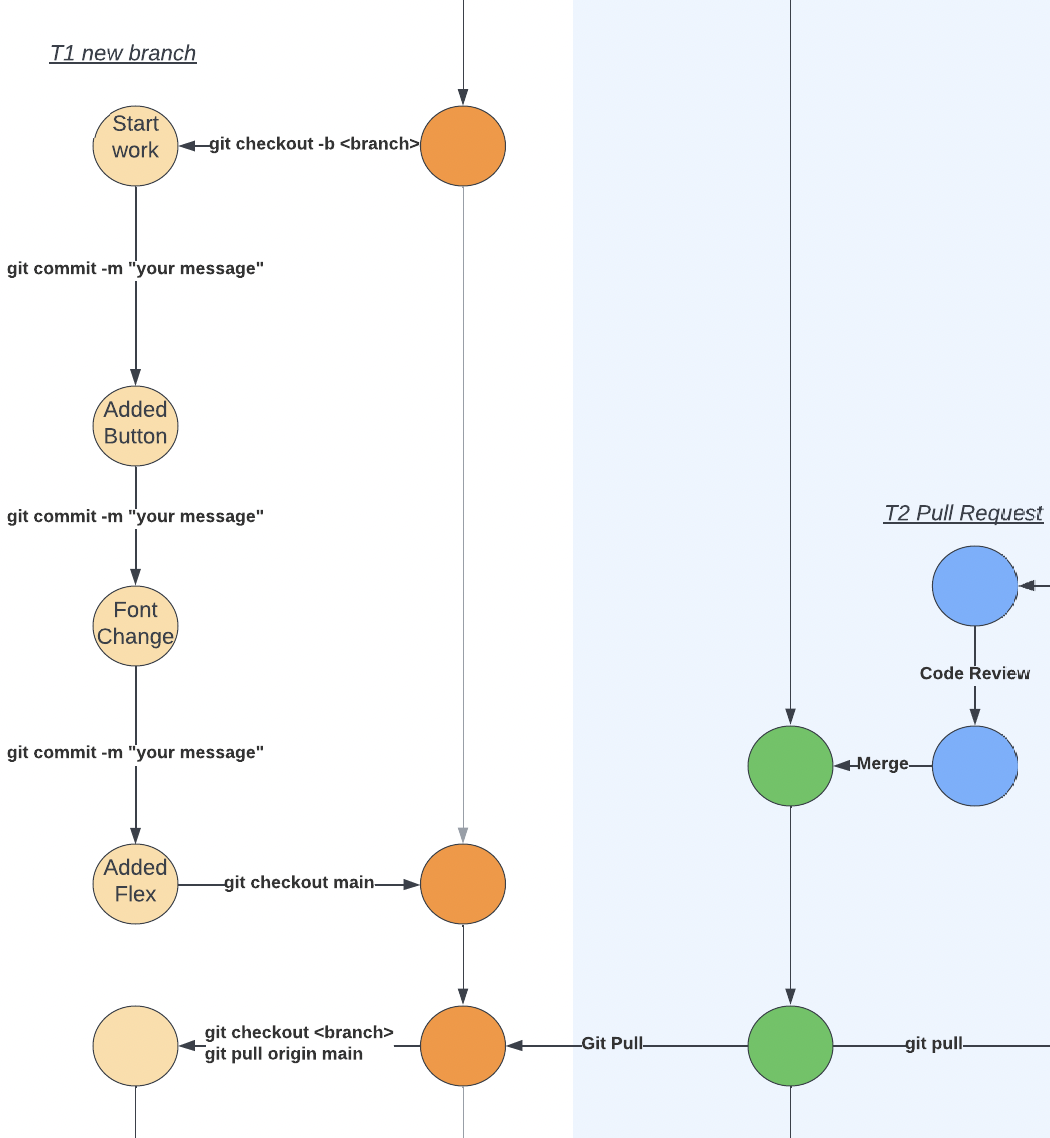 T1 new branch
Start
work
git checkout -b <branch>
git commit -m "your message"
Added
Button
git commit -m "your message"
T2 Pull Request
Font
Change
Code Review
git commit -m "your message"
Merge
Added
Flex
git checkout main
git checkout <branch>
git pull origin main
Git Pull
git pull